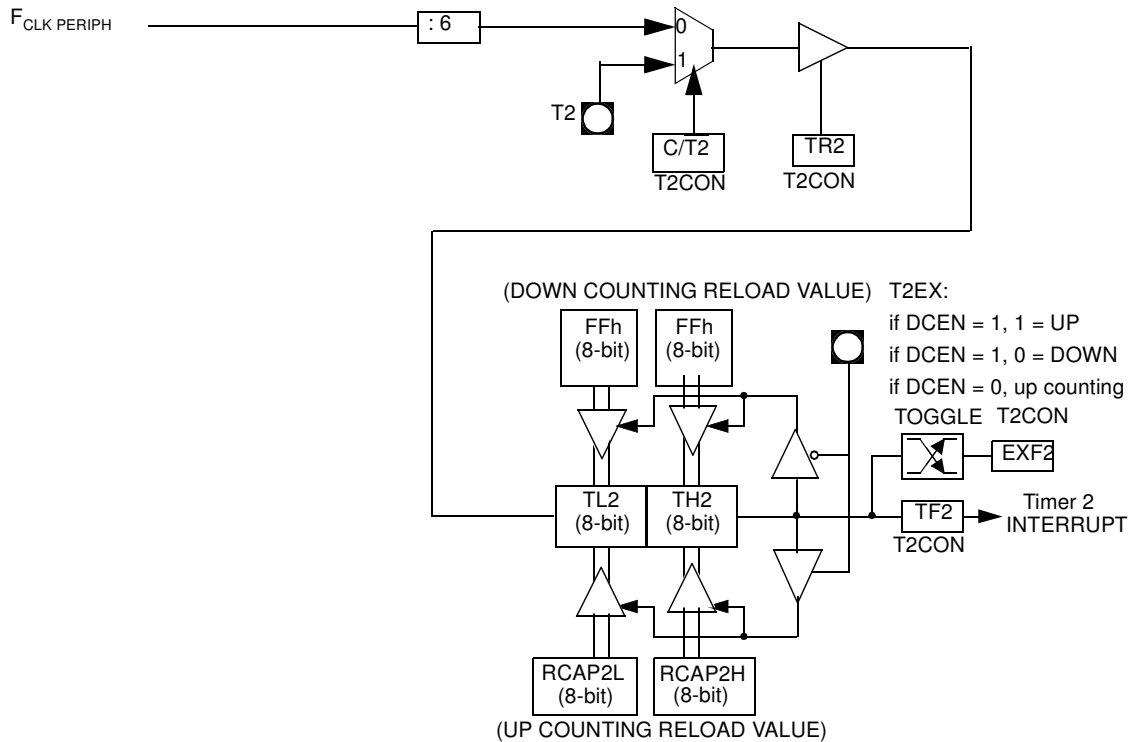 F CLK PERIPH
: 6
0
1
T2
C/T2
TR2
T2CON
T2CON
(DOWN COUNTING RELOAD VALUE)
T2EX:
if DCEN = 1, 1 = UP
if DCEN = 1, 0 = DOWN
if DCEN = 0, up counting
FFh
(8-bit)
FFh
(8-bit)
TOGGLE
T2CON
EXF2
TL2
(8-bit)
TH2
(8-bit)
TF2
T2CON
Timer 2
INTERRUPT
RCAP2L
(8-bit)
RCAP2H
(8-bit)
(UP COUNTING RELOAD VALUE)